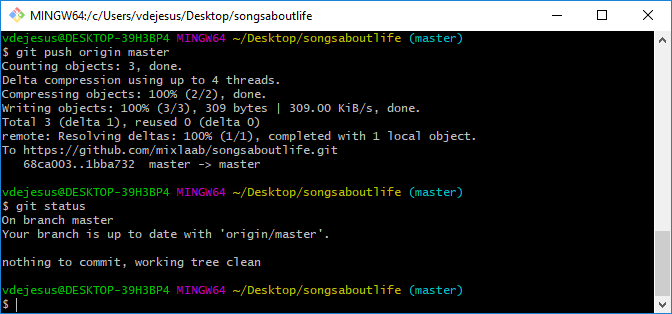 MINGW64:/c/Users/vdejesus/Desktop/songsaboutlife
vdejesus@DESKTOP-39H3BP4 MINGW64 ~/Desktop/songsaboutlife (master)
$ git push origin master
Counting objects: 3, done.
Delta compression using up to 4 threads.
Compressing objects: 100% (2/2), done.
Writing objects: 100% (3/3), 309 bytes | 309.00 KiB/s, done.
Total 3 (delta 1), reused 0 (delta 0)
remote: Resolving deltas: 100% (1/1), completed with 1 local object.
To https://github.com/mixlaab/songsaboutlife.git
   68ca003..1bba732  master -> master
vdejesus@DESKTOP-39H3BP4 MINGW64 ~/Desktop/songsaboutlife (master)
$ git status
On branch master
Your branch is up to date with 'origin/master'.
nothing to commit, working tree clean
vdejesus@DESKTOP-39H3BP4 MINGW64 ~/Desktop/songsaboutlife (master)
$